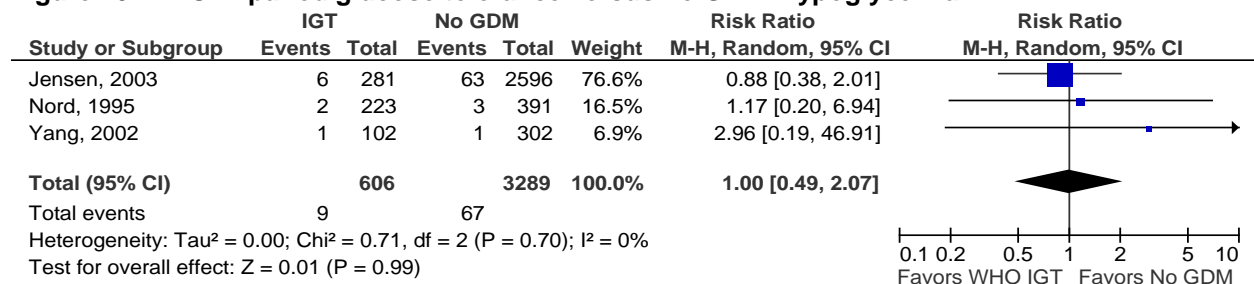 IGT No GDM Risk Ratio Risk Ratio
Study or Subgroup Events Total Events Total Weight M-H, Random, 95% CI M-H, Random, 95% CI
Jensen, 2003 6 281 63 2596 76.6% 0.88 [0.38, 2.01]
Nord, 1995 2 223 3 391 16.5% 1.17 [0.20, 6.94]
Yang, 2002 1 102 1 302 6.9% 2.96 [0.19, 46.91]
Total (95% CI) 606 3289 100.0% 1.00 [0.49, 2.07]
Total events 9 67
Heterogeneity: Tau² = 0.00; Chi² = 0.71, df = 2 (P = 0.70); I² = 0%
Test for overall effect: Z = 0.01 (P = 0.99)
0.1 0.2 0.5 1 2 5 10
Favors WHO IGT Favors No GDM